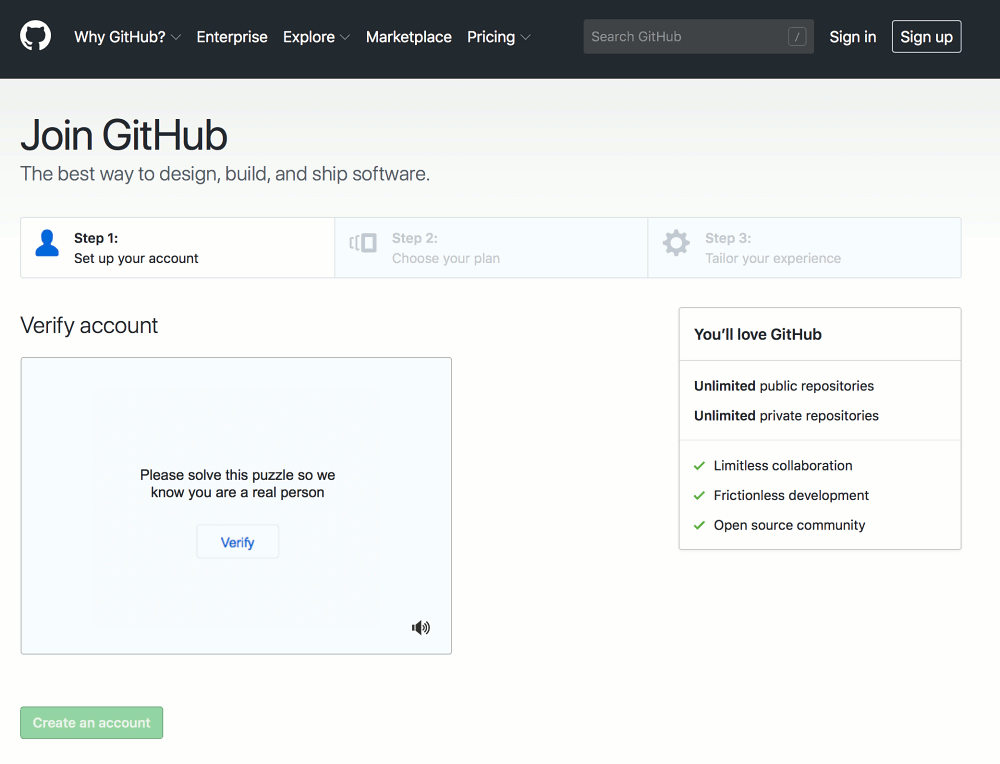 Why GitHub? Enterprise Explore Marketplace Pricing Search GitHub / Sign in Sign up
Join GitHub
The best way to design, build, and ship software.
Step 1:
Set up your account
Step 2:
Choose your plan
Step 3:
Tailor your experience
Verify account
Please solve this puzzle so we
know you are a real person
Verify
You’ll love GitHub
Unlimited public repositories
Unlimited private repositories
Limitless collaboration
Frictionless development
Open source community
Create an account